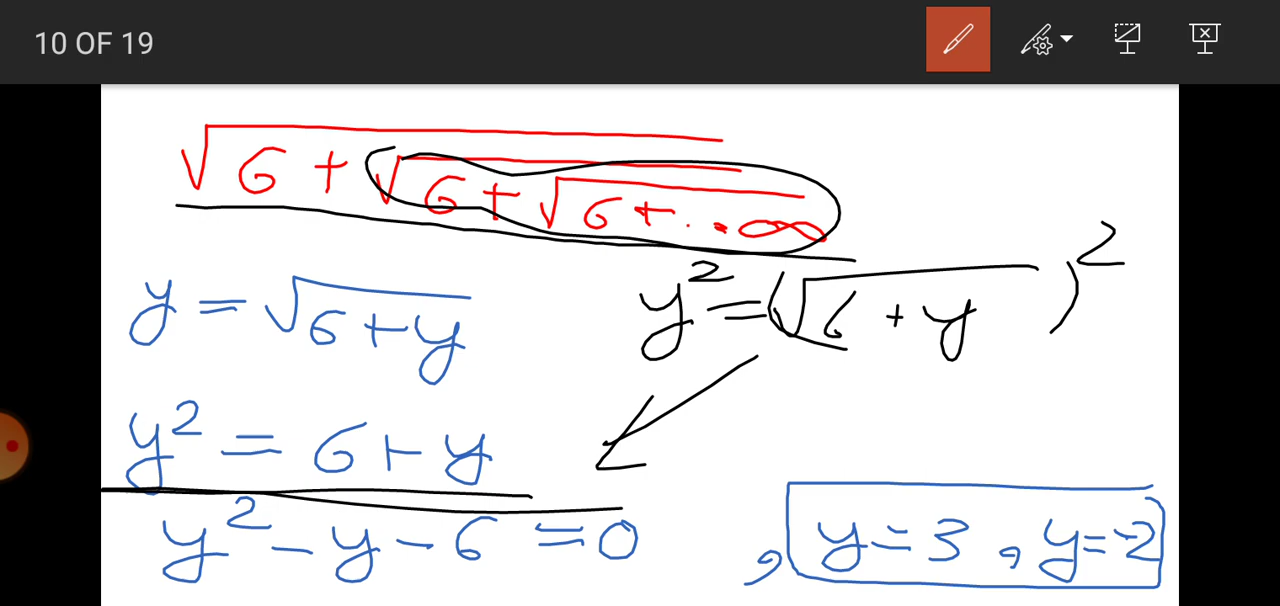 10 OF 19
√6 + √6 + √6 + .. ∞
y = √6 + y
y² = (√6 + y)²
y² = 6 + y
y² - y - 6 = 0
, y = 3 , y = -2